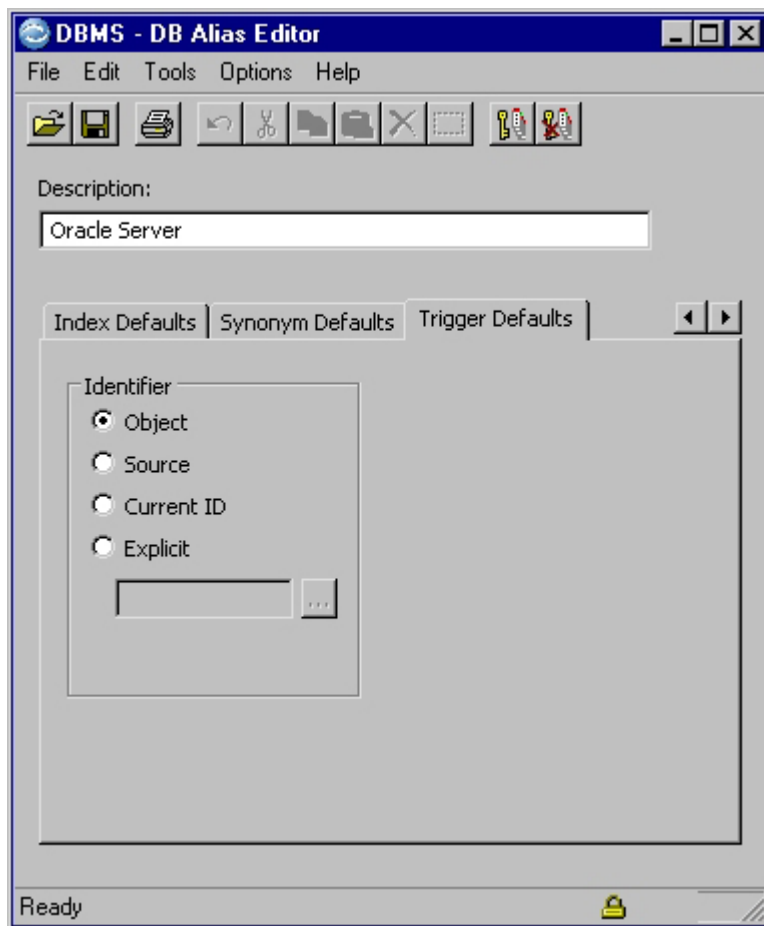 DBMS - DB Alias Editor
File Edit Tools Options Help
Description:
Oracle Server
Index Defaults Synonym Defaults Trigger Defaults
Identifier
Object
Source
Current ID
Explicit
...
Ready